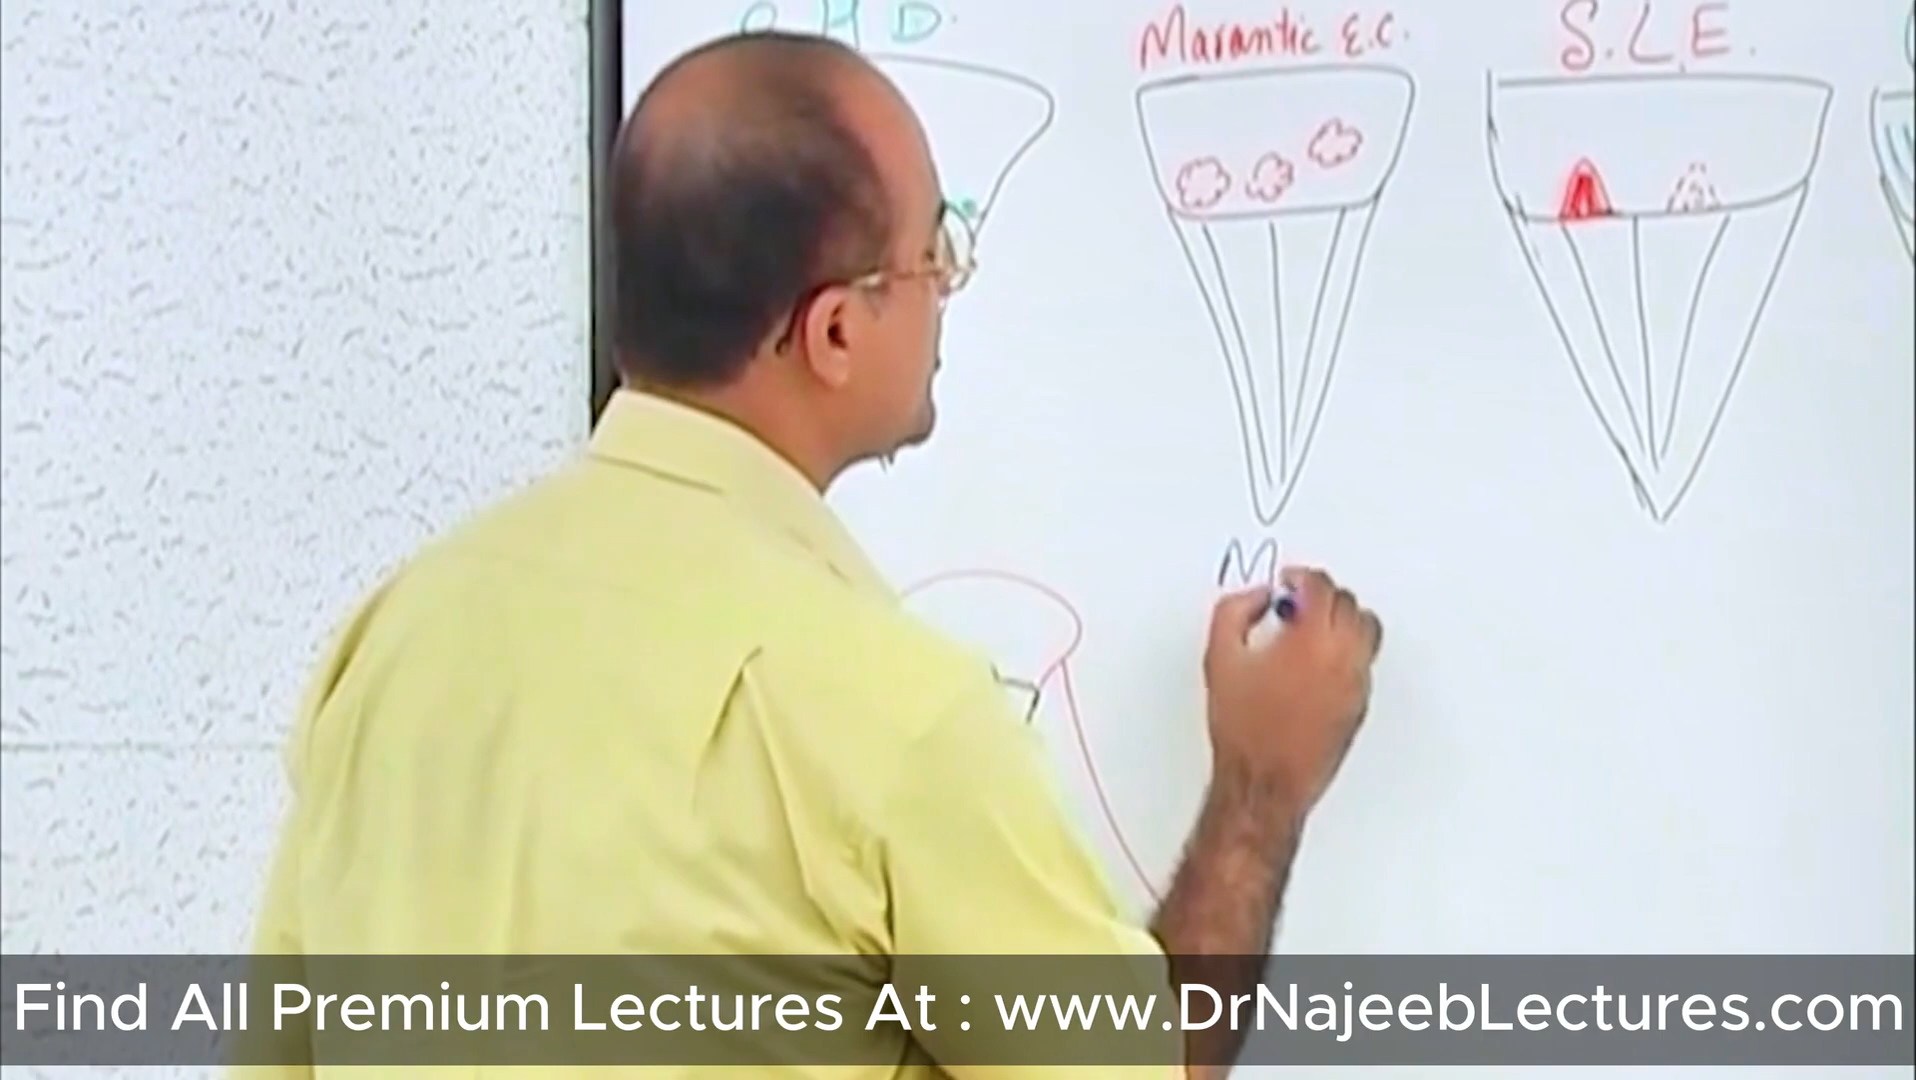 H D.
Marantic E.C.
S. L. E.
M
Find All Premium Lectures At : www.DrNajeebLectures.com